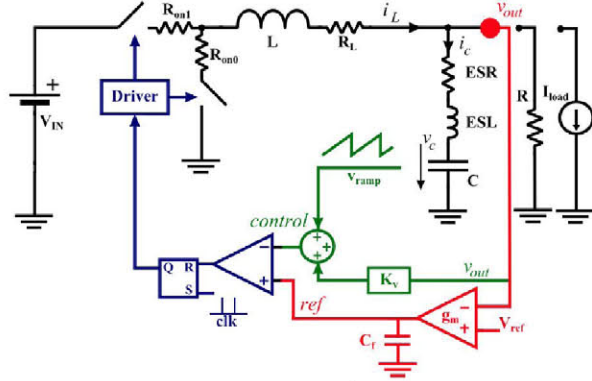 R_on1
L
R_L
i_L
v_out
R_on0
i_c
ESR
Driver
R
I_load
+
V_IN
ESL
v_c
C
v_ramp
control
+
+
+
−
Q
R
K_v
v_out
S
+
ref
−
clk
g_m
+
V_ref
C_f